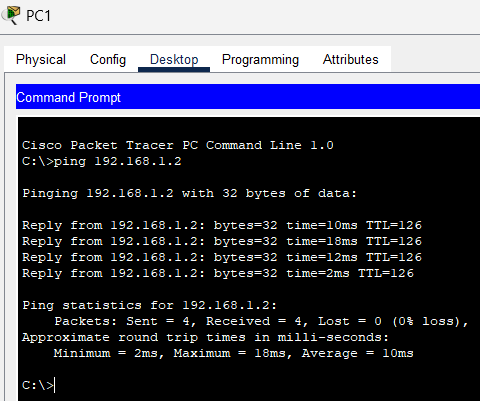 PC1
Physical Config Desktop Programming Attributes
Command Prompt
Cisco Packet Tracer PC Command Line 1.0
C:\>ping 192.168.1.2
Pinging 192.168.1.2 with 32 bytes of data:
Reply from 192.168.1.2: bytes=32 time=10ms TTL=126
Reply from 192.168.1.2: bytes=32 time=18ms TTL=126
Reply from 192.168.1.2: bytes=32 time=12ms TTL=126
Reply from 192.168.1.2: bytes=32 time=2ms TTL=126
Ping statistics for 192.168.1.2:
Packets: Sent = 4, Received = 4, Lost = 0 (0% loss),
Approximate round trip times in milli-seconds:
Minimum = 2ms, Maximum = 18ms, Average = 10ms
C:\>